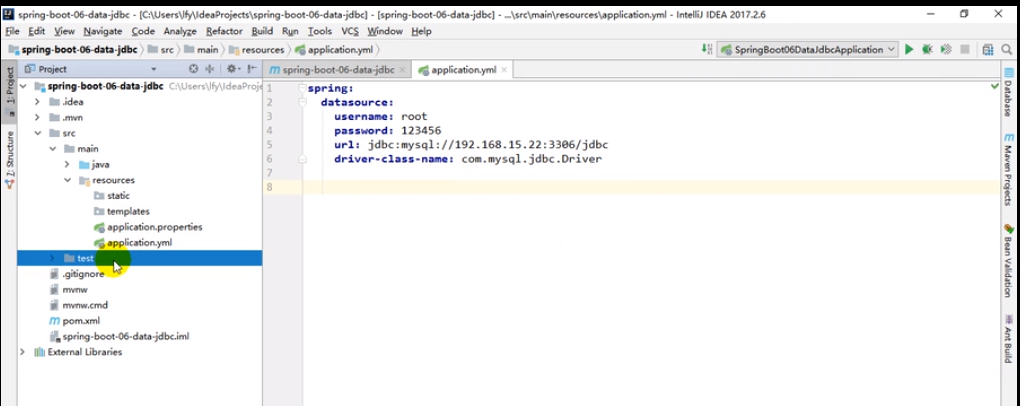 spring-boot-06-data-jdbc - [C:\Users\lfy\IdeaProjects\spring-boot-06-data-jdbc] - [spring-boot-06-data-jdbc] - ...\src\main\resources\application.yml - IntelliJ IDEA 2017.2.6
File Edit View Navigate Code Analyze Refactor Build Run Tools VCS Window Help
spring-boot-06-data-jdbc src main resources application.yml SpringBoot06DataJdbcApplication
Project spring-boot-06-data-jdbc application.yml
1: Project
Z: Structure
spring-boot-06-data-jdbc C:\Users\lfy\IdeaProje
.idea
.mvn
src
main
java
resources
static
templates
application.properties
application.yml
test
.gitignore
mvnw
mvnw.cmd
pom.xml
spring-boot-06-data-jdbc.iml
External Libraries
1 spring:
2 datasource:
3 username: root
4 password: 123456
5 url: jdbc:mysql://192.168.15.22:3306/jdbc
6 driver-class-name: com.mysql.jdbc.Driver
7
8
Database
Maven Projects
Bean Validation
Ant Build